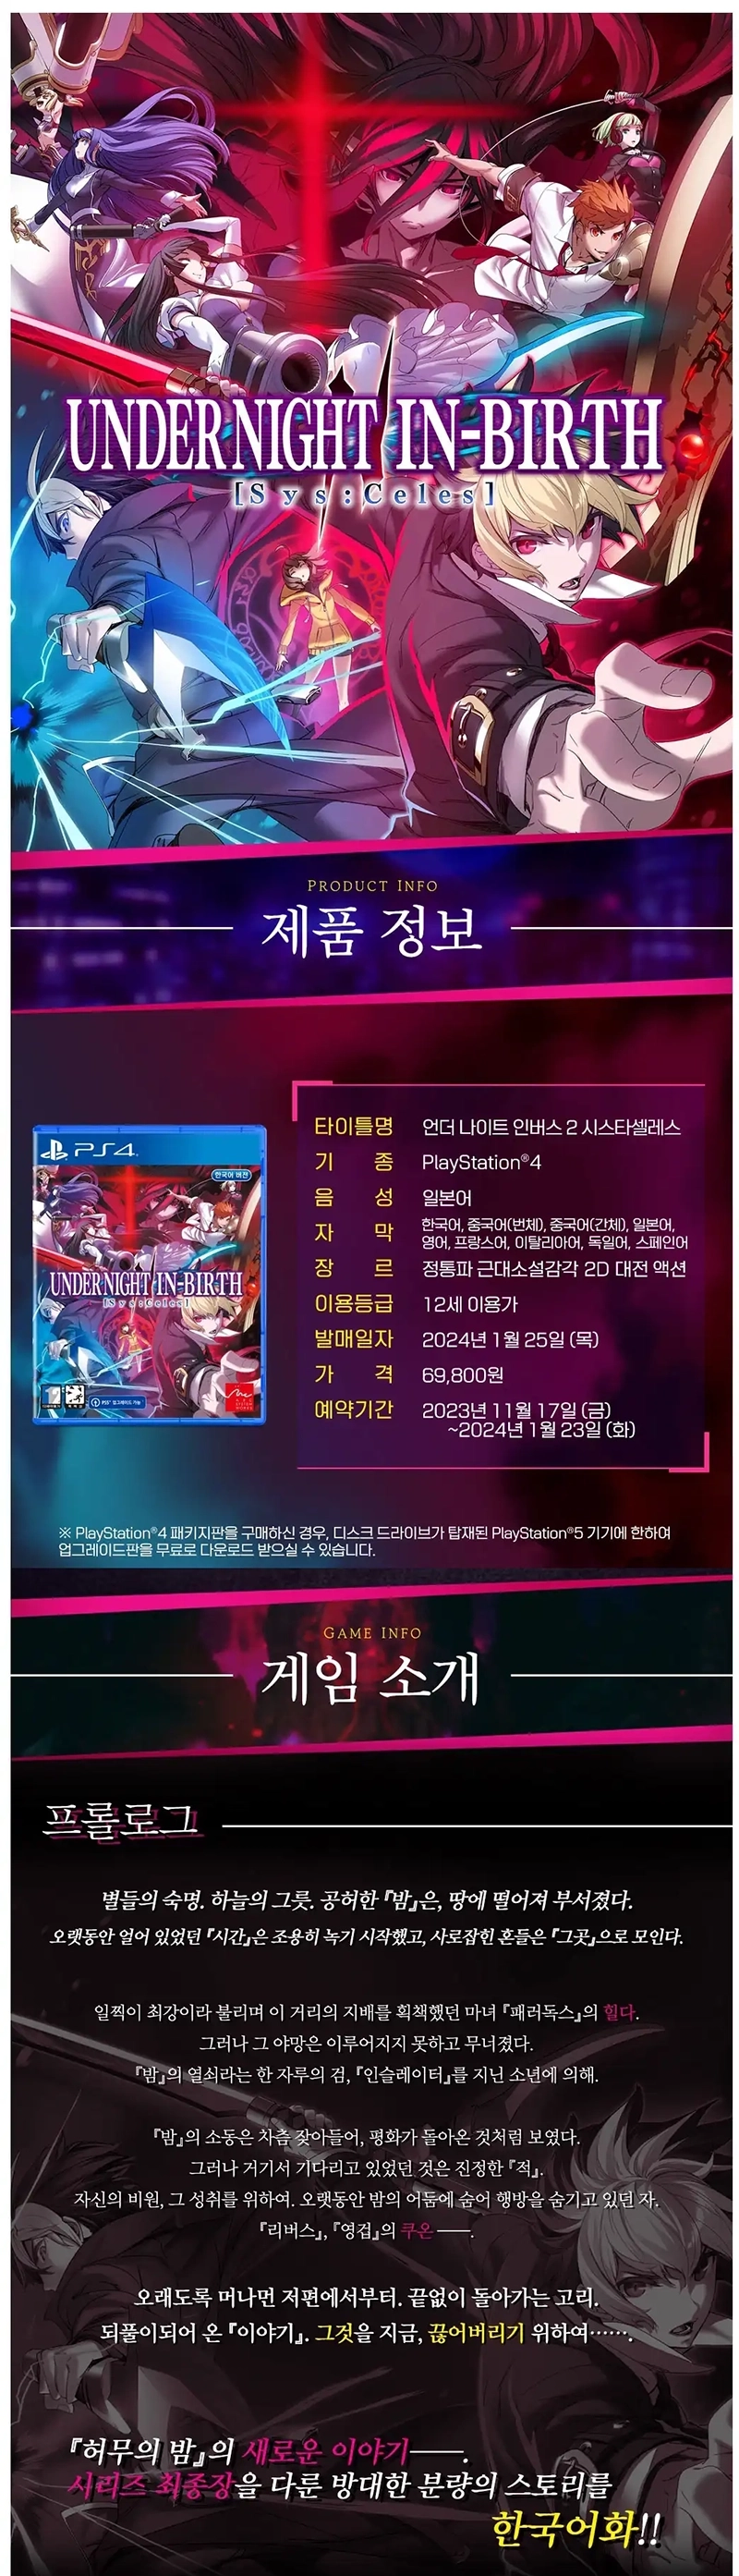 UNDER NIGHT IN-BIRTH
[Sys:Celes]
PRODUCT INFO
제품 정보
PS4
한국어 버전
UNDER NIGHT IN-BIRTH
[Sys:Celes]
PS5 업그레이드 가능
타이틀명 언더 나이트 인버스 2 시스타셀레스
기 종 PlayStation®4
음 성 일본어
자 막 한국어, 중국어(번체), 중국어(간체), 일본어,
영어, 프랑스어, 이탈리아어, 독일어, 스페인어
장 르 정통파 근대소설감각 2D 대전 액션
이용등급 12세 이용가
발매일자 2024년 1월 25일 (목)
가 격 69,800원
예약기간 2023년 11월 17일 (금)
~2024년 1월 23일 (화)
※ PlayStation®4 패키지판을 구매하신 경우, 디스크 드라이브가 탑재된 PlayStation®5 기기에 한하여
업그레이드판을 무료로 다운로드 받으실 수 있습니다.
GAME INFO
게임 소개
프롤로그
별들의 숙명. 하늘의 그릇. 공허한 『밤』은, 땅에 떨어져 부서졌다.
오랫동안 얼어 있었던 『시간』은 조용히 녹기 시작했고, 사로잡힌 혼들은 『그곳』으로 모인다.
일찍이 최강이라 불리며 이 거리의 지배를 획책했던 마녀 『패러독스』의 힐다.
그러나 그 야망은 이루어지지 못하고 무너졌다.
『밤』의 열쇠라는 한 자루의 검, 『인슬레이터』를 지닌 소년에 의해.
『밤』의 소동은 차츰 잦아들어, 평화가 돌아온 것처럼 보였다.
그러나 거기서 기다리고 있었던 것은 진정한 『적』.
자신의 비원, 그 성취를 위하여. 오랫동안 밤의 어둠에 숨어 행방을 숨기고 있던 자.
『리버스』, 『영겁』의 쿠온 ──.
오래도록 머나먼 저편에서부터. 끝없이 돌아가는 고리.
되풀이되어 온 『이야기』. 그것을 지금, 끊어버리기 위하여…….
『허무의 밤』의 새로운 이야기──.
시리즈 최종장을 다룬 방대한 분량의 스토리를
한국어화!!